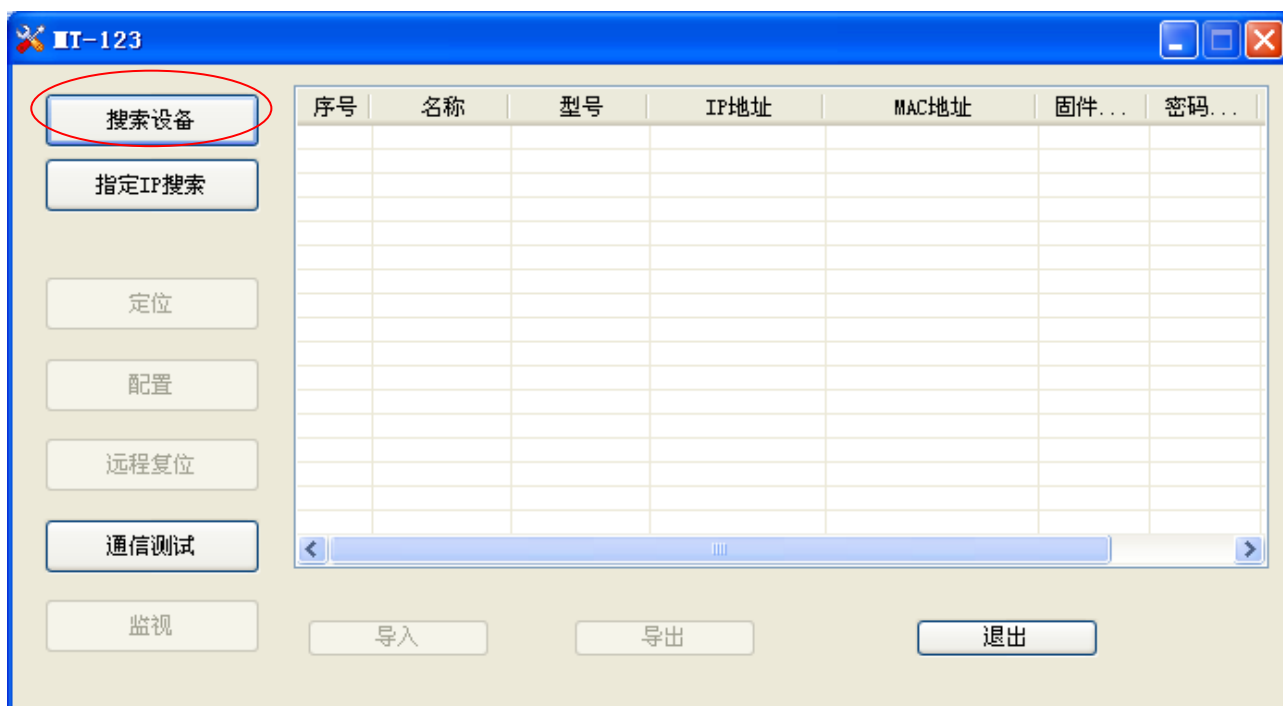 MT-123
搜索设备
序号 名称 型号 IP地址 MAC地址 固件... 密码...
指定IP搜索
定位
配置
远程复位
通信测试
监视
导入 导出 退出